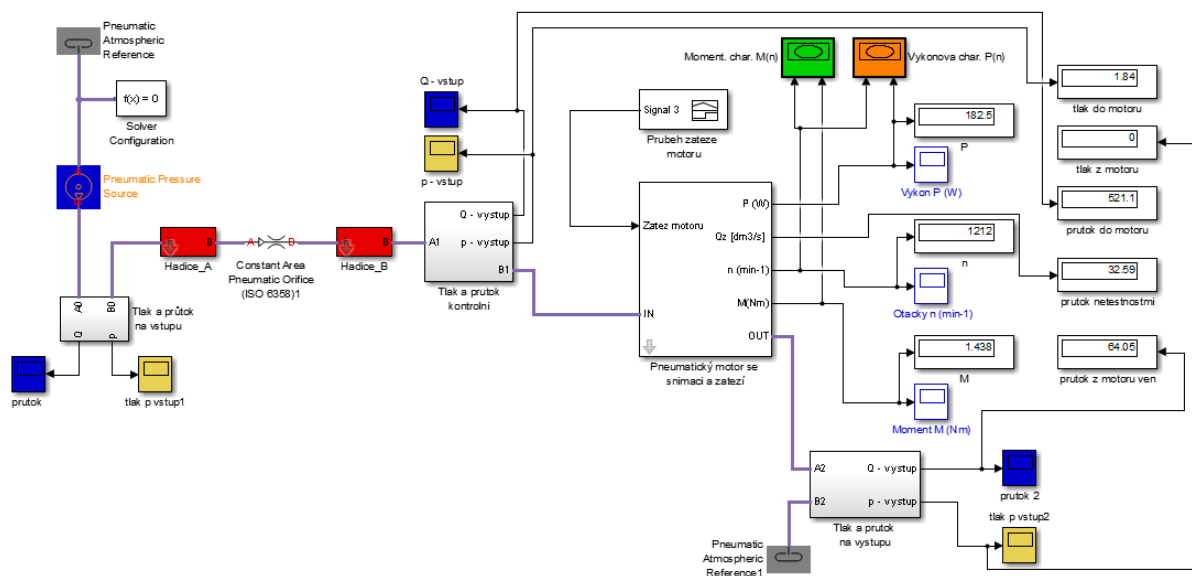 Pneumatic
Atmospheric
Reference
f(x) = 0
Solver
Configuration
Pneumatic Pressure
Source
A
B
Hadice_A
A
B
Constant Area
Pneumatic Orifice
(ISO 6358)1
B
Hadice_B
A0
B0
Q
p
Tlak a průtok
na vstupu
prutok
tlak p vstup1
Q - vstup
p - vstup
A1
Q - vystup
p - vystup
B1
Tlak a prutok
kontrolní
Signal 3
Prubeh zateze
motoru
Moment. char. M(n)
Vykonova char. P(n)
Zatez motoru
IN
P (W)
Qz [dm3/s]
n (min-1)
M(Nm)
OUT
Pneumatický motor se
snimaci a zatezí
182.5
P
Vykon P (W)
1212
n
Otacky n (min-1)
1.438
M
Moment M (Nm)
1.84
tlak do motoru
0
tlak z motoru
521.1
prutok do motoru
32.59
prutok netestnostmi
64.05
prutok z motoru ven
A2
B2
Q - vystup
p - vystup
Tlak a prutok
na vystupu
prutok 2
tlak p vstup2
Pneumatic
Atmospheric
Reference1